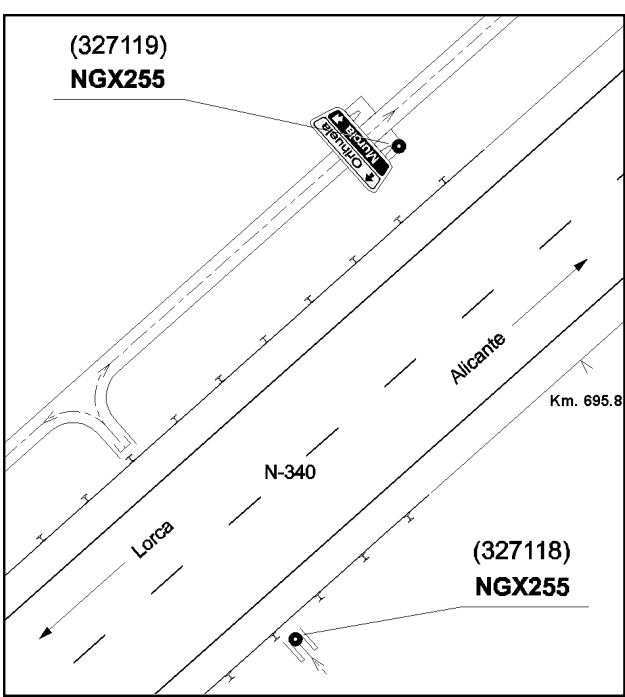 (327119)
NGX255
Orihuela
Murcia
Alicante
Km. 695.8
N-340
Lorca
(327118)
NGX255